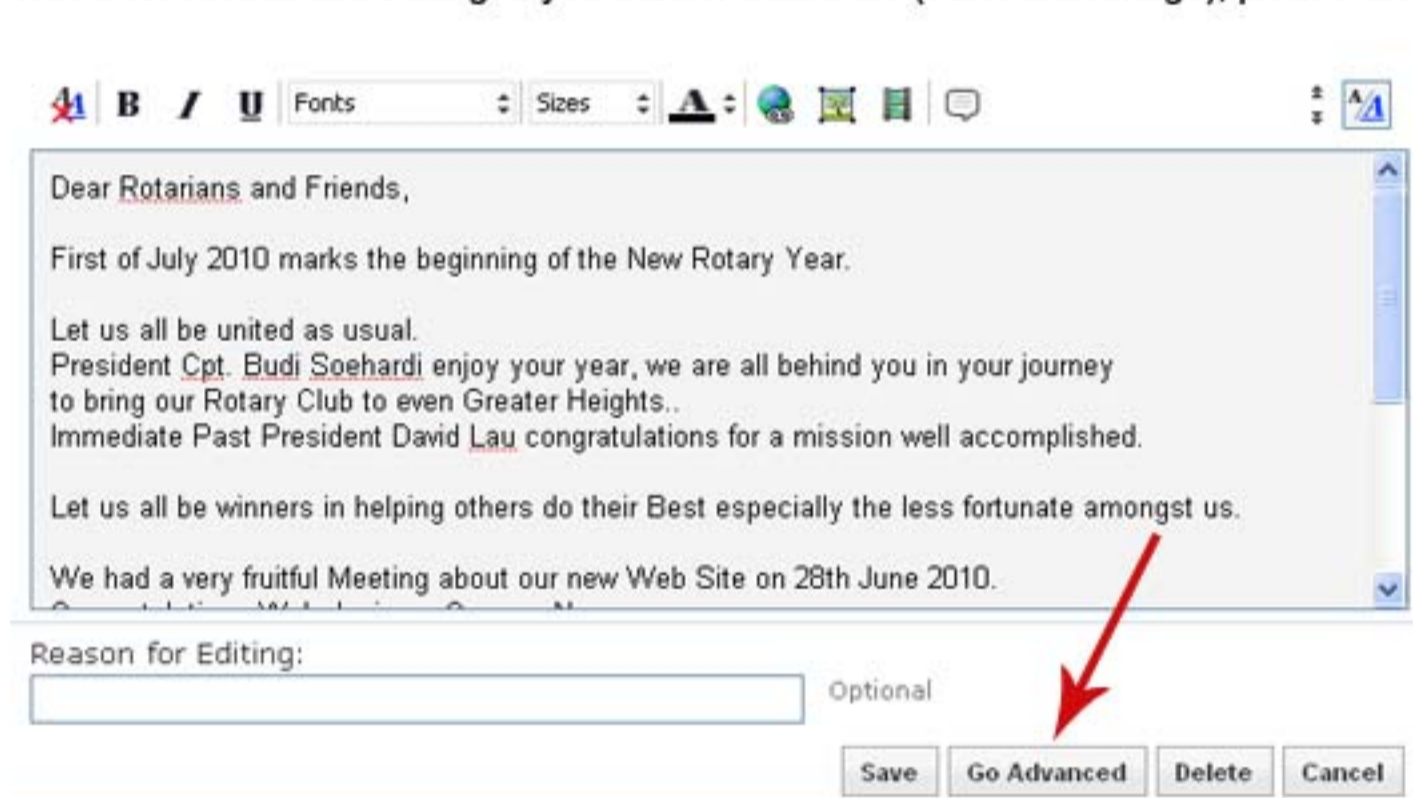 B I U Fonts Sizes A
Dear Rotarians and Friends,
First of July 2010 marks the beginning of the New Rotary Year.
Let us all be united as usual.
President Cpt. Budi Soehardi enjoy your year, we are all behind you in your journey
to bring our Rotary Club to even Greater Heights..
Immediate Past President David Lau congratulations for a mission well accomplished.
Let us all be winners in helping others do their Best especially the less fortunate amongst us.
We had a very fruitful Meeting about our new Web Site on 28th June 2010.
Reason for Editing:
Optional
Save Go Advanced Delete Cancel